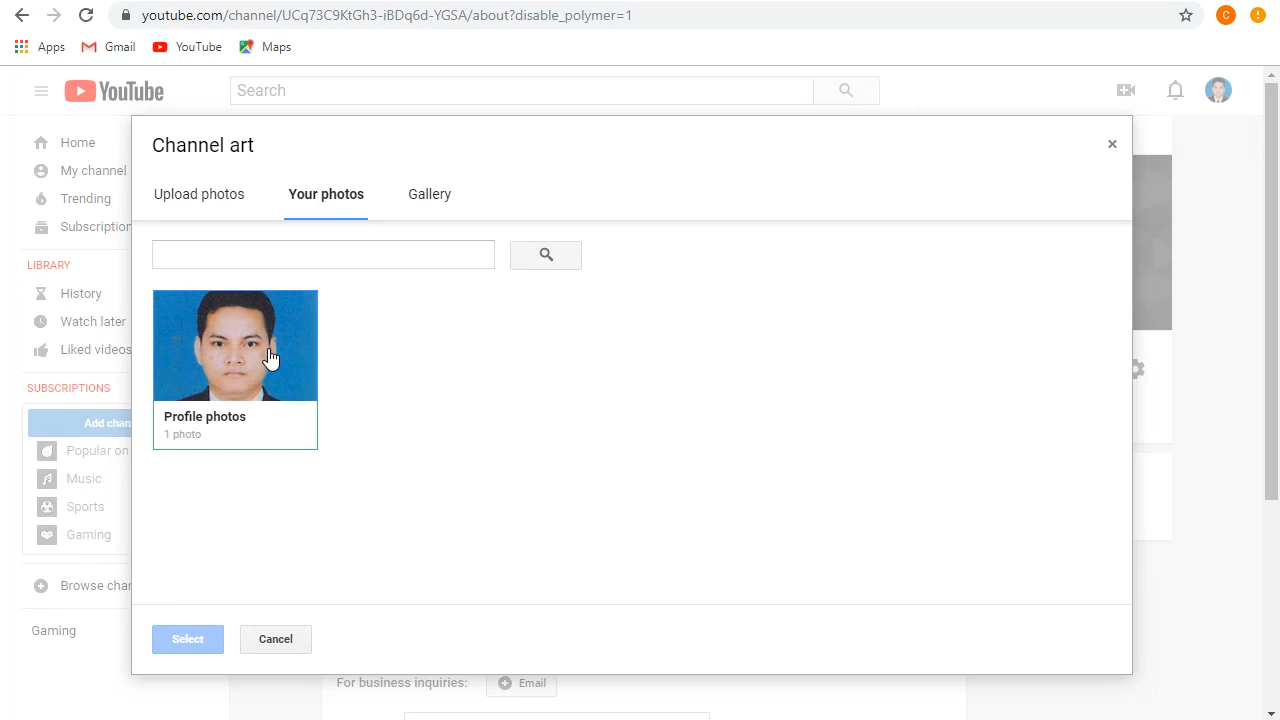 youtube.com/channel/UCq73C9KtGh3-iBDq6d-YGSA/about?disable_polymer=1
C
Apps
Gmail
YouTube
Maps
YouTube
Search
Channel art
Upload photos
Your photos
Gallery
Home
My channel
Trending
Subscription
LIBRARY
History
Watch later
Liked videos
SUBSCRIPTIONS
Add chan
Popular on
Music
Sports
Gaming
Browse chan
Gaming
Profile photos
1 photo
Select
Cancel
For business inquiries:
Email